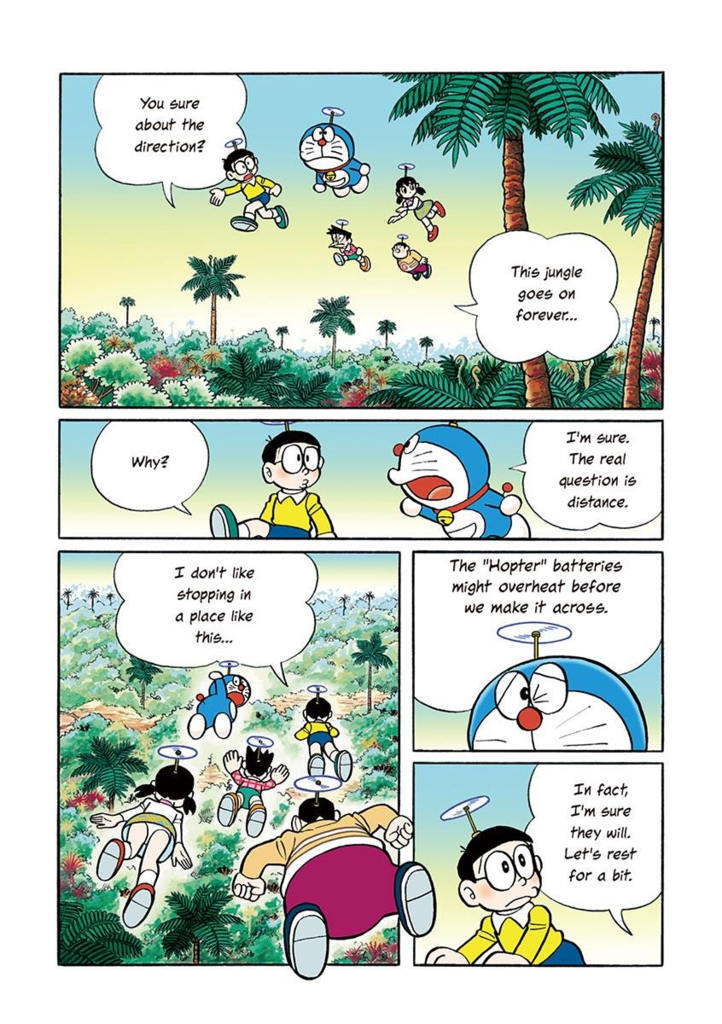 You sure
about the
direction?
This jungle
goes on
forever...
Why?
I'm sure.
The real
question is
distance.
The "Hopter" batteries
might overheat before
we make it across.
I don't like
stopping in
a place like
this...
In fact,
I'm sure
they will.
Let's rest
for a bit.